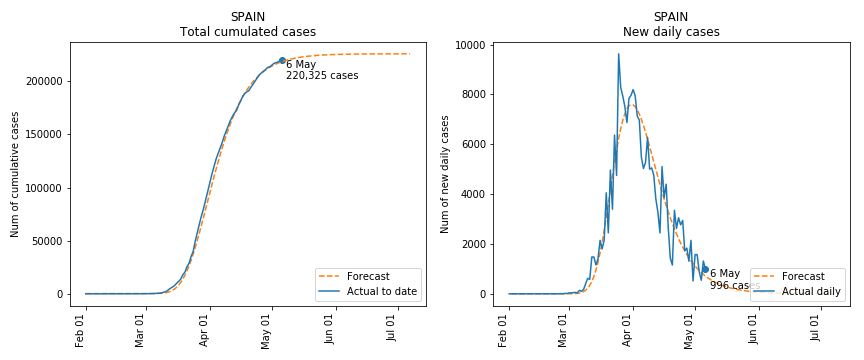 SPAIN
Total cumulated cases
Num of cumulative cases
200000
150000
100000
50000
0
6 May
220,325 cases
Forecast
Actual to date
Feb 01
Mar 01
Apr 01
May 01
Jun 01
Jul 01
SPAIN
New daily cases
Num of new daily cases
10000
8000
6000
4000
2000
0
6 May
996 cases
Forecast
Actual daily
Feb 01
Mar 01
Apr 01
May 01
Jun 01
Jul 01